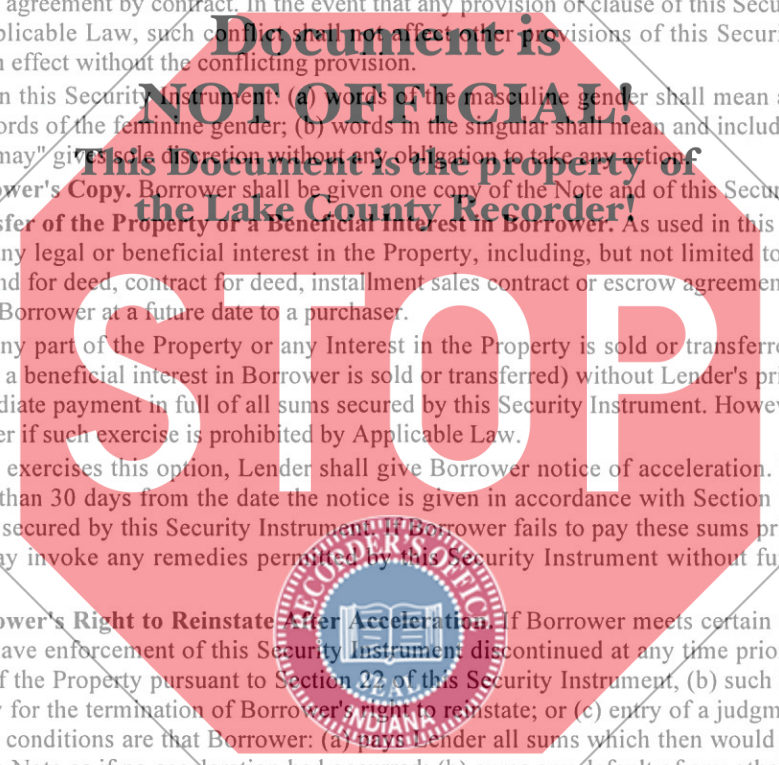 agreement by contract. In the event that any provision or clause of this Secu
Document is
plicable Law, such conflict shall not affect other provisions of this Securi
n effect without the conflicting provision.
NOT OFFICIAL!
n this Security Instrument: (a) words of the masculine gender shall mean a
ords of the feminine gender; (b) words in the singular shall mean and includ
This Document is the property of
may" gives sole discretion without any obligation to take any action.
wer's Copy. Borrower shall be given one copy of the Note and of this Secur
the Lake County Recorder!
sfer of the Property or a Beneficial Interest in Borrower. As used in this
ny legal or beneficial interest in the Property, including, but not limited to
nd for deed, contract for deed, installment sales contract or escrow agreemen
Borrower at a future date to a purchaser.
STOP
ny part of the Property or any Interest in the Property is sold or transferre
a beneficial interest in Borrower is sold or transferred) without Lender's pri
diate payment in full of all sums secured by this Security Instrument. Howev
er if such exercise is prohibited by Applicable Law.
exercises this option, Lender shall give Borrower notice of acceleration.
than 30 days from the date the notice is given in accordance with Section
secured by this Security Instrument. If Borrower fails to pay these sums pr
ay invoke any remedies permitted by this Security Instrument without fu
RECORDER'S OFFICE
SEAL
INDIANA
ower's Right to Reinstate After Acceleration. If Borrower meets certain
ave enforcement of this Security Instrument discontinued at any time prio
f the Property pursuant to Section 22 of this Security Instrument, (b) such
y for the termination of Borrower's right to reinstate; or (c) entry of a judgm
conditions are that Borrower: (a) pays Lender all sums which then would